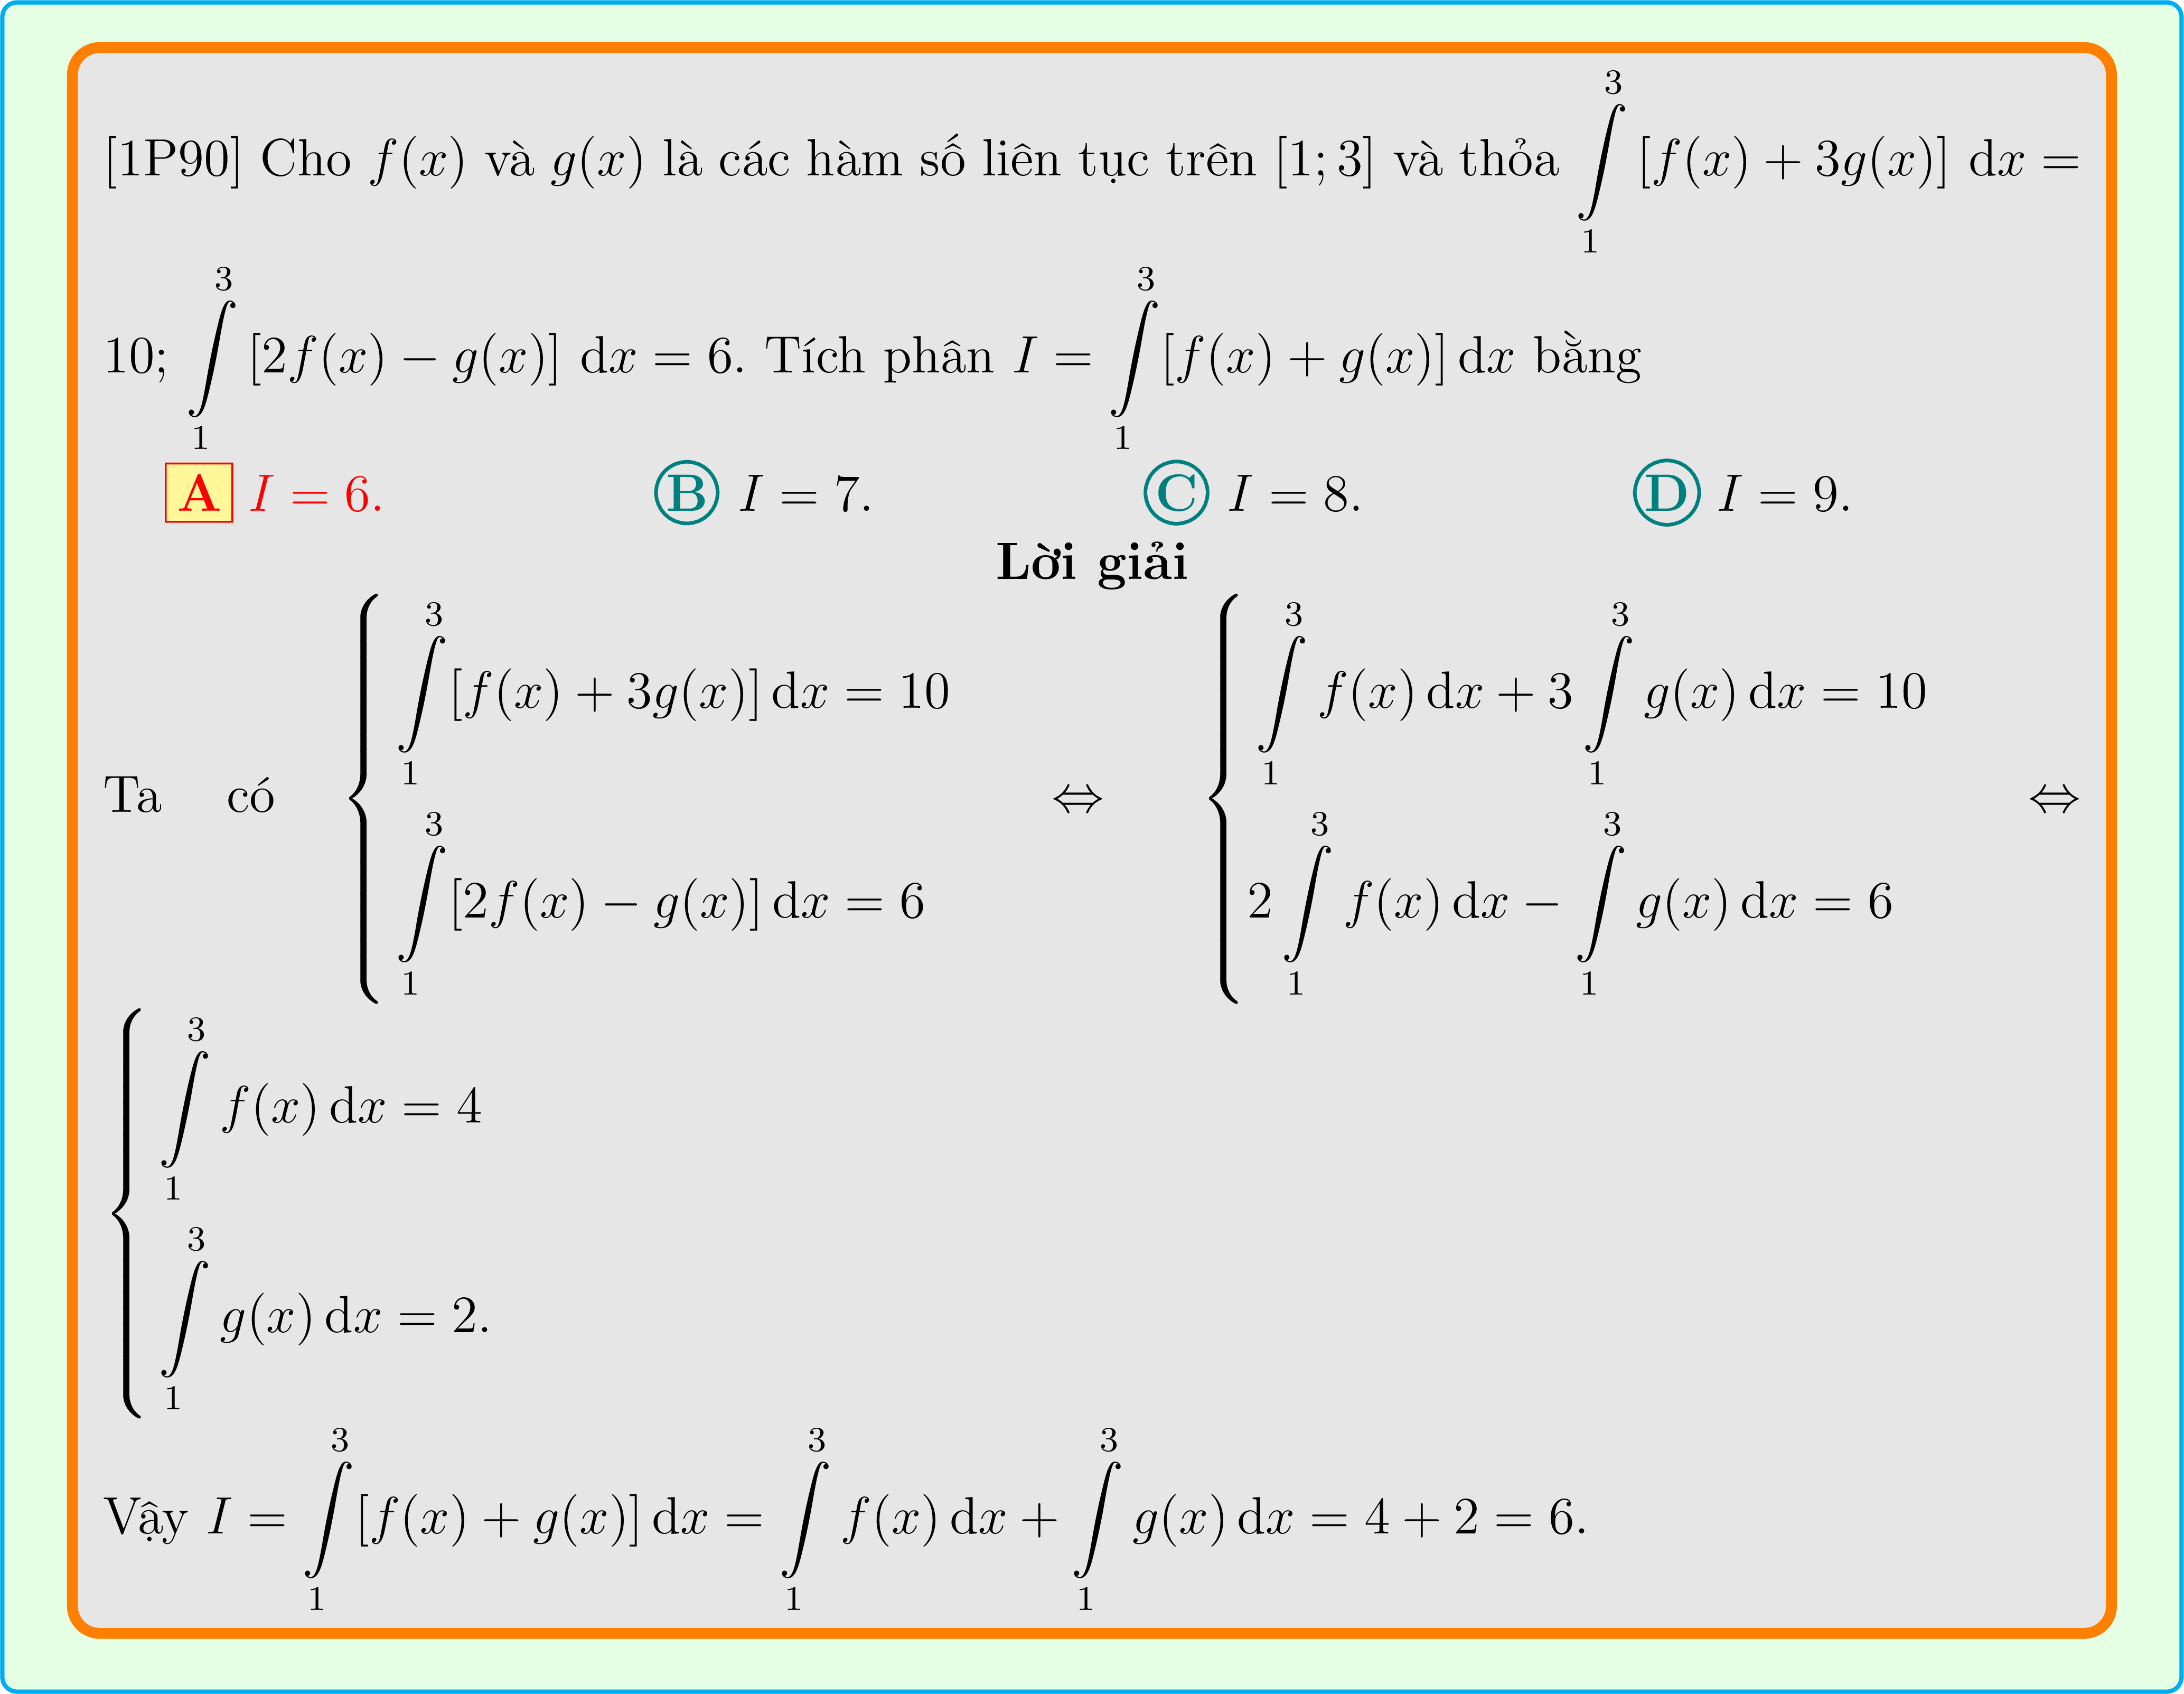 [1P90] Cho $f(x)$ và $g(x)$ là các hàm số liên tục trên $[1;3]$ và thỏa $\int\limits_1^3 [f(x)+3g(x)]\ \mathrm{d}x =$
$10$; $\int\limits_1^3 [2f(x)-g(x)]\ \mathrm{d}x = 6$. Tích phân $I = \int\limits_1^3 [f(x)+g(x)]\,\mathrm{d}x$ bằng
A $I = 6$. B $I = 7$. C $I = 8$. D $I = 9$.
Lời giải
Ta có $\begin{cases} \int\limits_1^3 [f(x)+3g(x)]\,\mathrm{d}x = 10 \\ \int\limits_1^3 [2f(x)-g(x)]\,\mathrm{d}x = 6 \end{cases} \Leftrightarrow \begin{cases} \int\limits_1^3 f(x)\,\mathrm{d}x + 3\int\limits_1^3 g(x)\,\mathrm{d}x = 10 \\ 2\int\limits_1^3 f(x)\,\mathrm{d}x - \int\limits_1^3 g(x)\,\mathrm{d}x = 6 \end{cases} \Leftrightarrow$
$\begin{cases} \int\limits_1^3 f(x)\,\mathrm{d}x = 4 \\ \int\limits_1^3 g(x)\,\mathrm{d}x = 2. \end{cases}$
Vậy $I = \int\limits_1^3 [f(x)+g(x)]\,\mathrm{d}x = \int\limits_1^3 f(x)\,\mathrm{d}x + \int\limits_1^3 g(x)\,\mathrm{d}x = 4+2 = 6$.